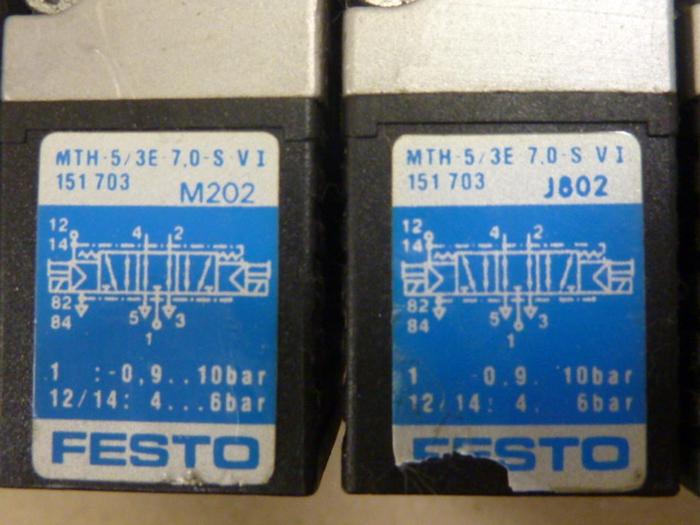 MTH-5/3E-7,0-S-VI
151 703 M202
12
14
4 2
82
84
5 3
1
1 :-0,9..10bar
12/14: 4...6bar
FESTO
MTH-5/3E-7,0-S-VI
151 703 J802
12
14
4 2
82
84
5 3
1
1 -0,9. 10bar
12/14: 4. 6bar
FESTO